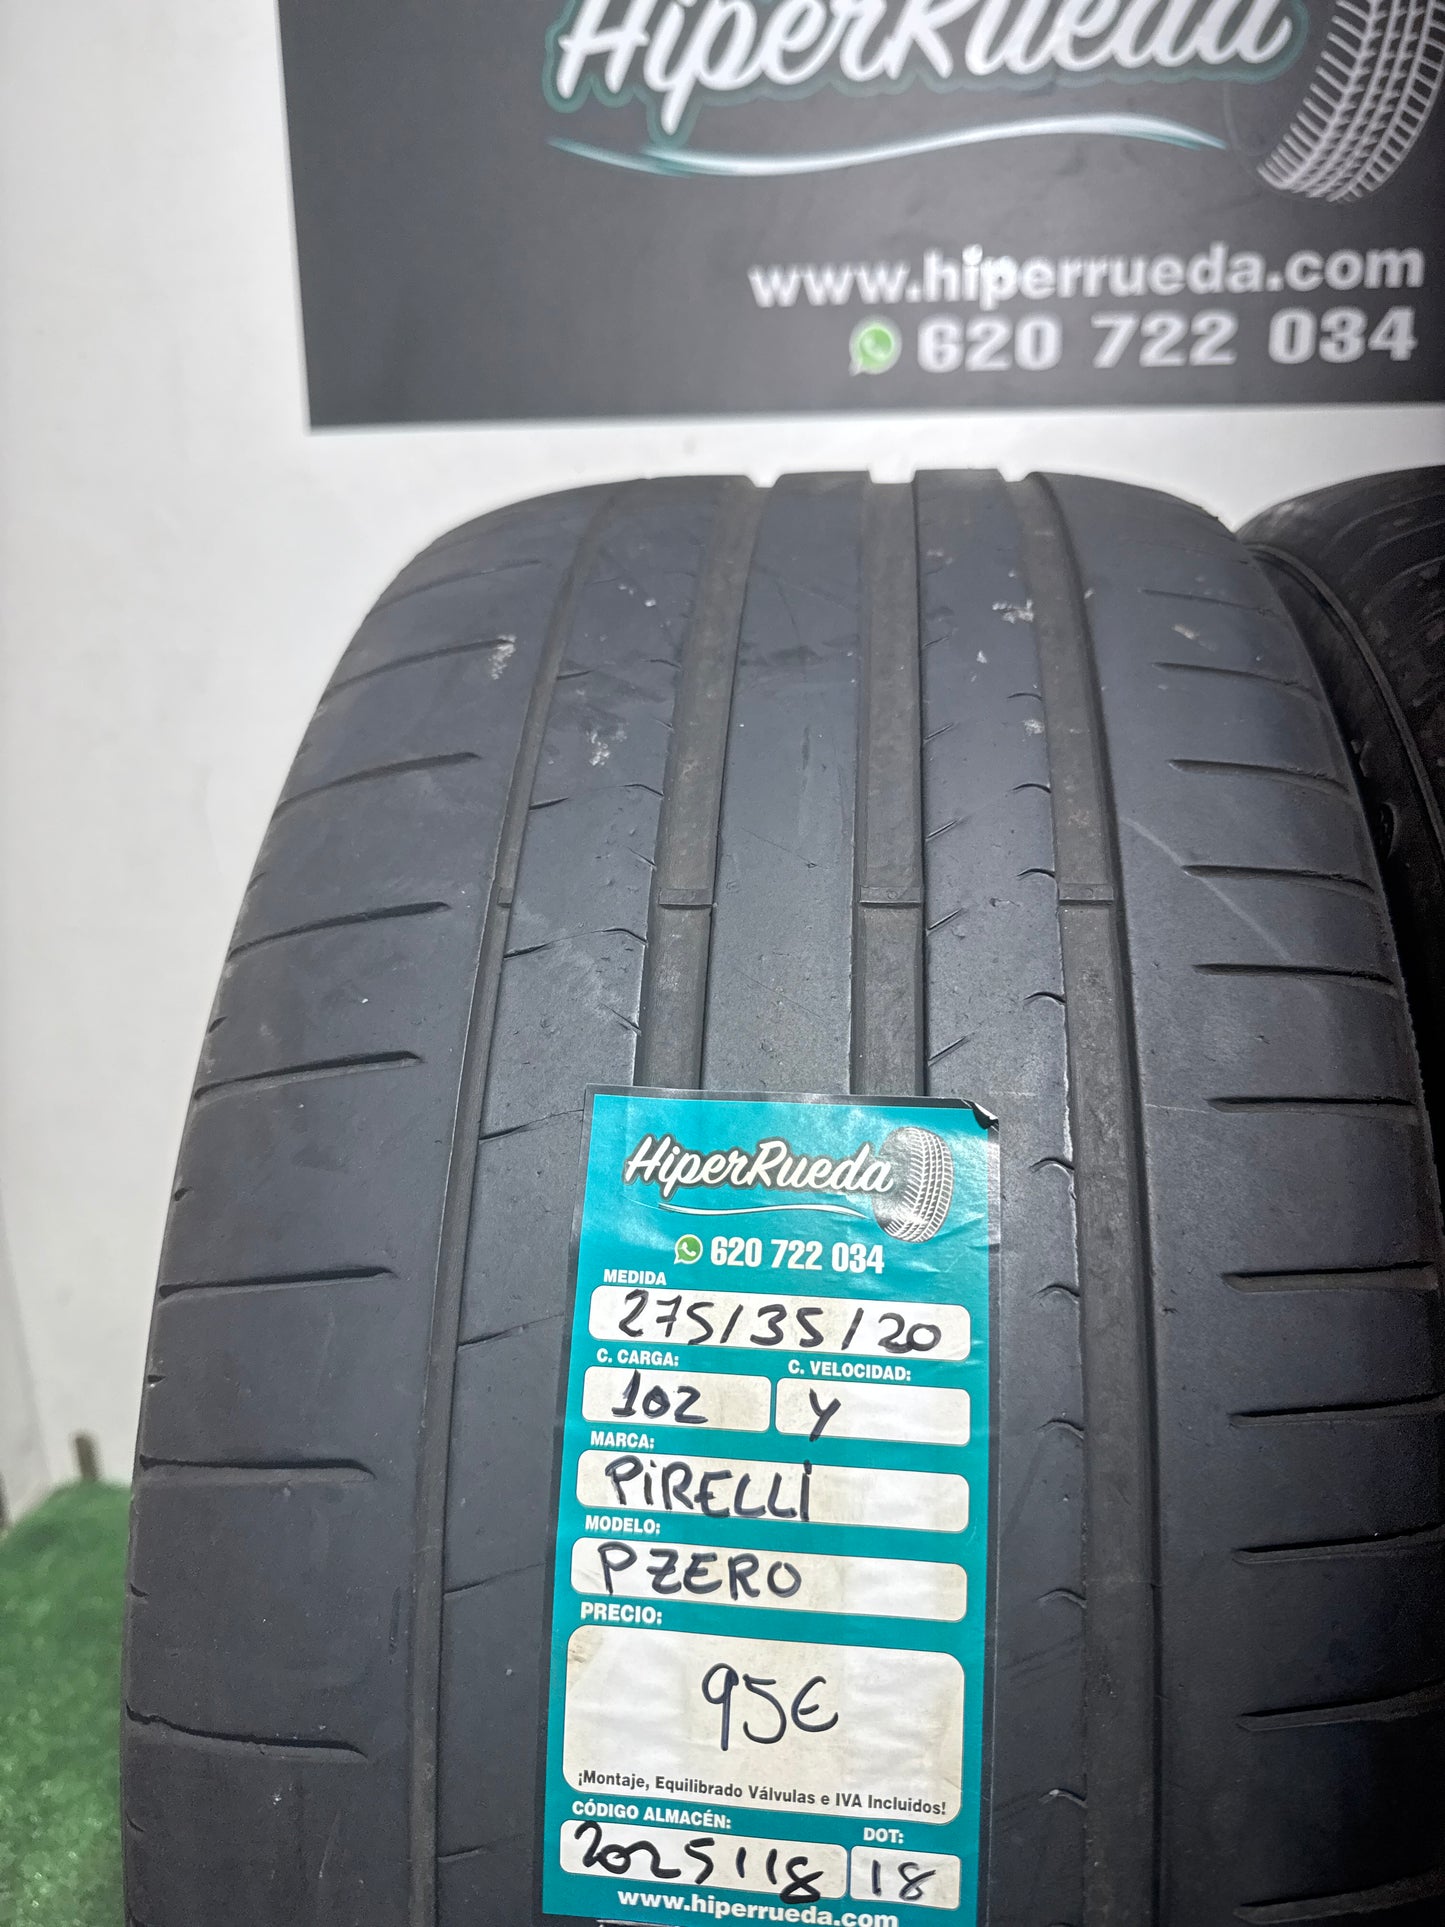 HiperRueda
www.hiperrueda.com
620 722 034
HiperRueda
620 722 034
MEDIDA
275/35/20
C. CARGA: C. VELOCIDAD:
102 Y
MARCA:
PiRELLi
MODELO:
PZERO
PRECIO:
95€
¡Montaje, Equilibrado Válvulas e IVA Incluidos!
CÓDIGO ALMACÉN: DOT:
2025118 18
www.hiperrueda.com